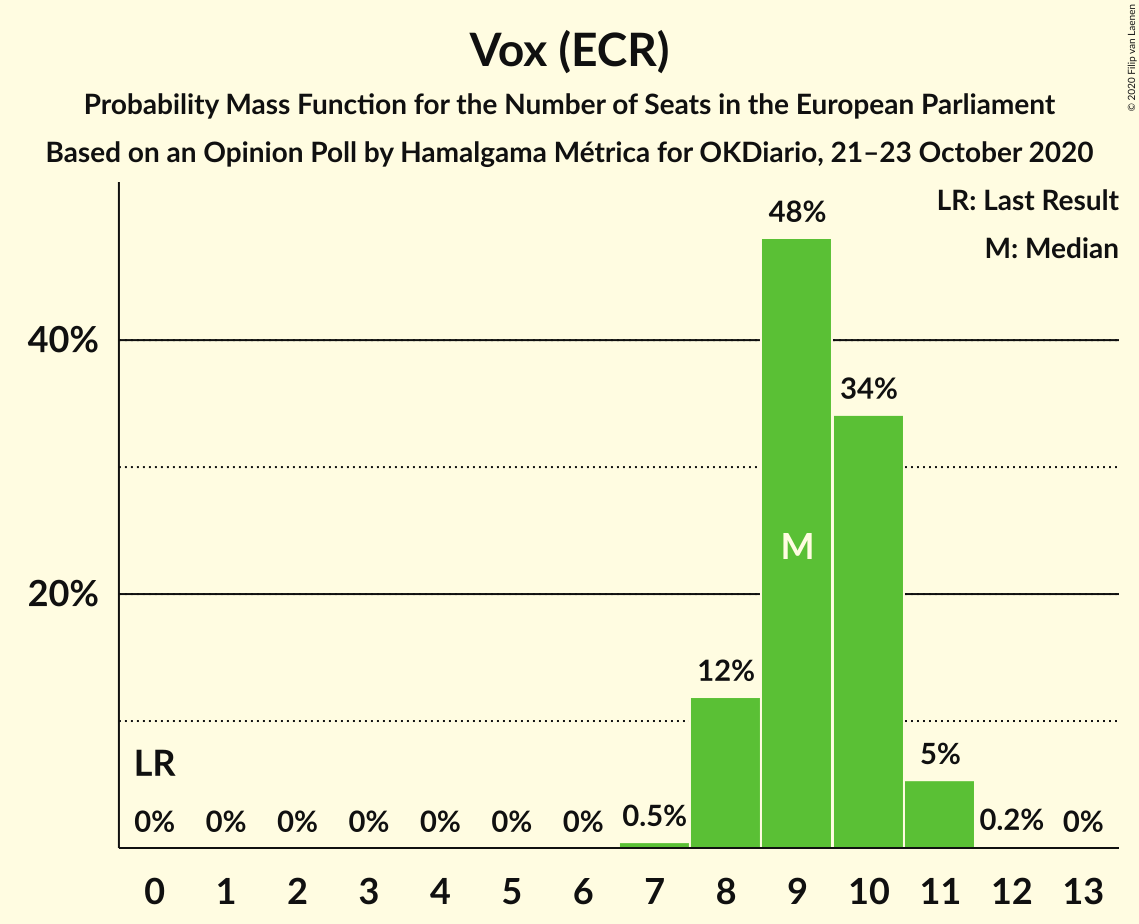 © 2020 Filip van Laenen
Vox (ECR)
Probability Mass Function for the Number of Seats in the European Parliament
Based on an Opinion Poll by Hamalgama Métrica for OKDiario, 21–23 October 2020
LR: Last Result
M: Median
48%
40%
34%
M
20%
12%
LR
5%
0% 0% 0% 0% 0% 0% 0% 0.5% 0.2% 0%
0 1 2 3 4 5 6 7 8 9 10 11 12 13